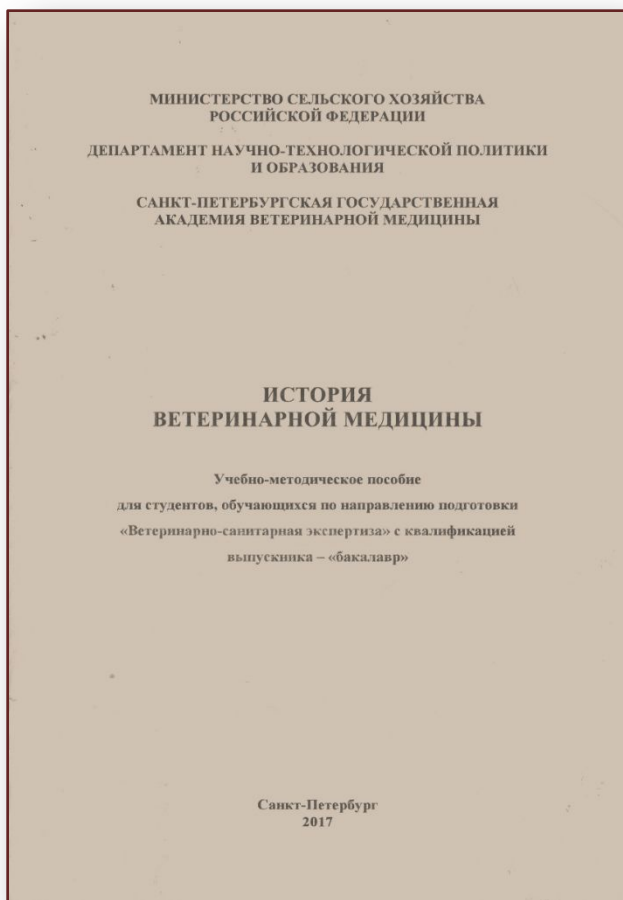 МИНИСТЕРСТВО СЕЛЬСКОГО ХОЗЯЙСТВА
РОССИЙСКОЙ ФЕДЕРАЦИИ
ДЕПАРТАМЕНТ НАУЧНО-ТЕХНОЛОГИЧЕСКОЙ ПОЛИТИКИ
И ОБРАЗОВАНИЯ
САНКТ-ПЕТЕРБУРГСКАЯ ГОСУДАРСТВЕННАЯ
АКАДЕМИЯ ВЕТЕРИНАРНОЙ МЕДИЦИНЫ
ИСТОРИЯ
ВЕТЕРИНАРНОЙ МЕДИЦИНЫ
Учебно-методическое пособие
для студентов, обучающихся по направлению подготовки
«Ветеринарно-санитарная экспертиза» с квалификацией
выпускника – «бакалавр»
Санкт-Петербург
2017